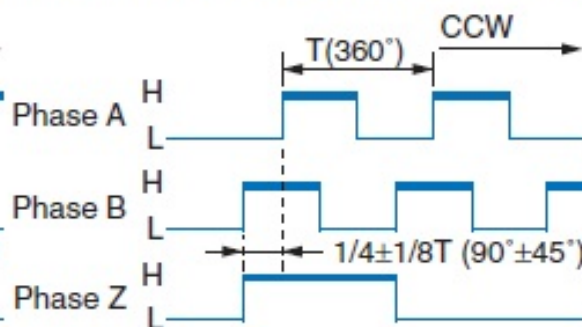 CCW
T(360°)
H
Phase A
L
H
Phase B
L
1/4±1/8T (90°±45°)
H
Phase Z
L